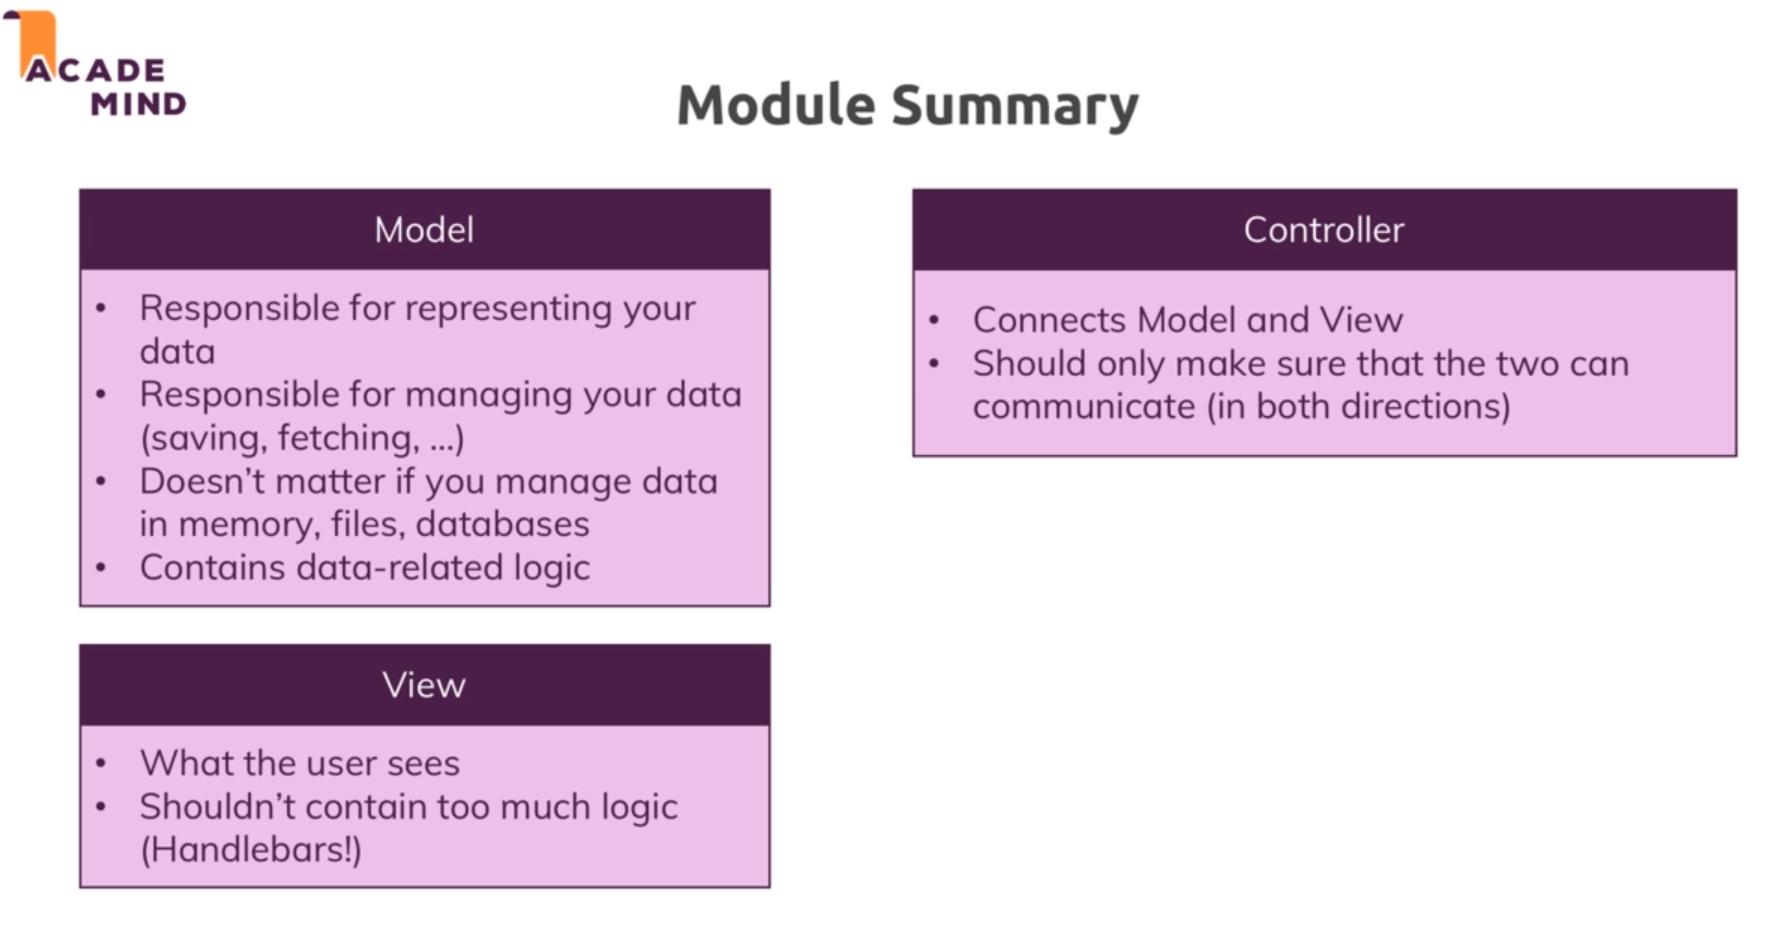 ACADE
MIND
Module Summary
Model
• Responsible for representing your
data
• Responsible for managing your data
(saving, fetching, ...)
• Doesn't matter if you manage data
in memory, files, databases
• Contains data-related logic
View
• What the user sees
• Shouldn't contain too much logic
(Handlebars!)
Controller
• Connects Model and View
• Should only make sure that the two can
communicate (in both directions)